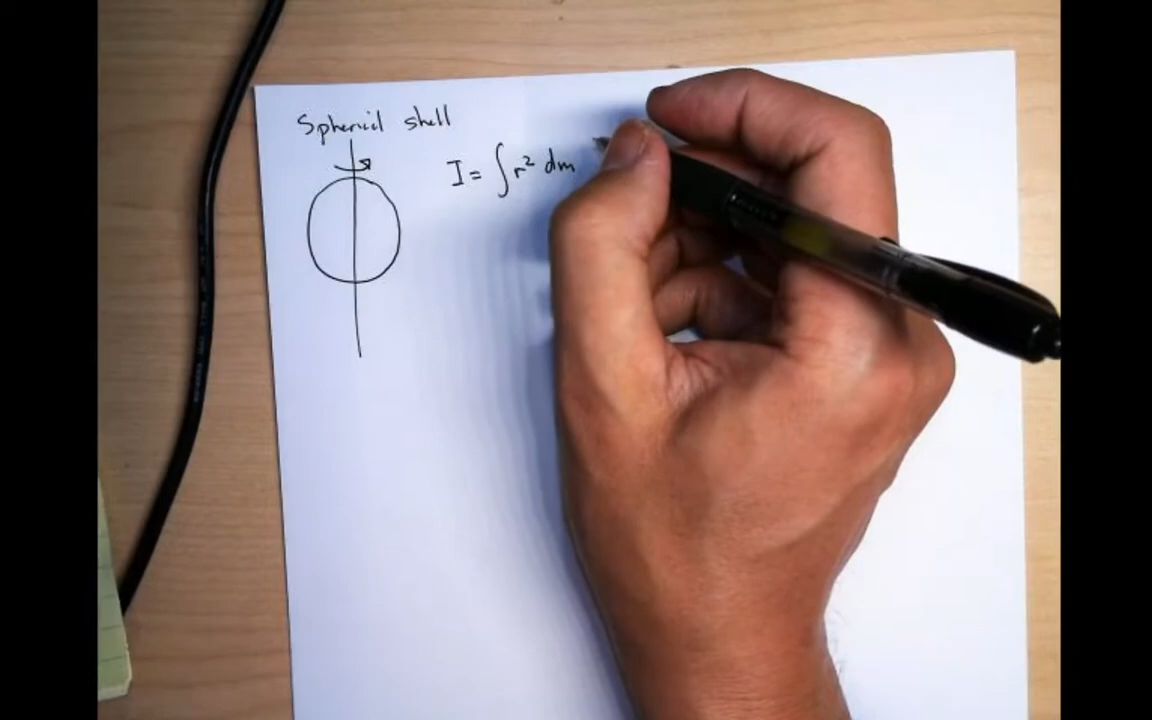 Spherical shell
I = ∫ r² dm